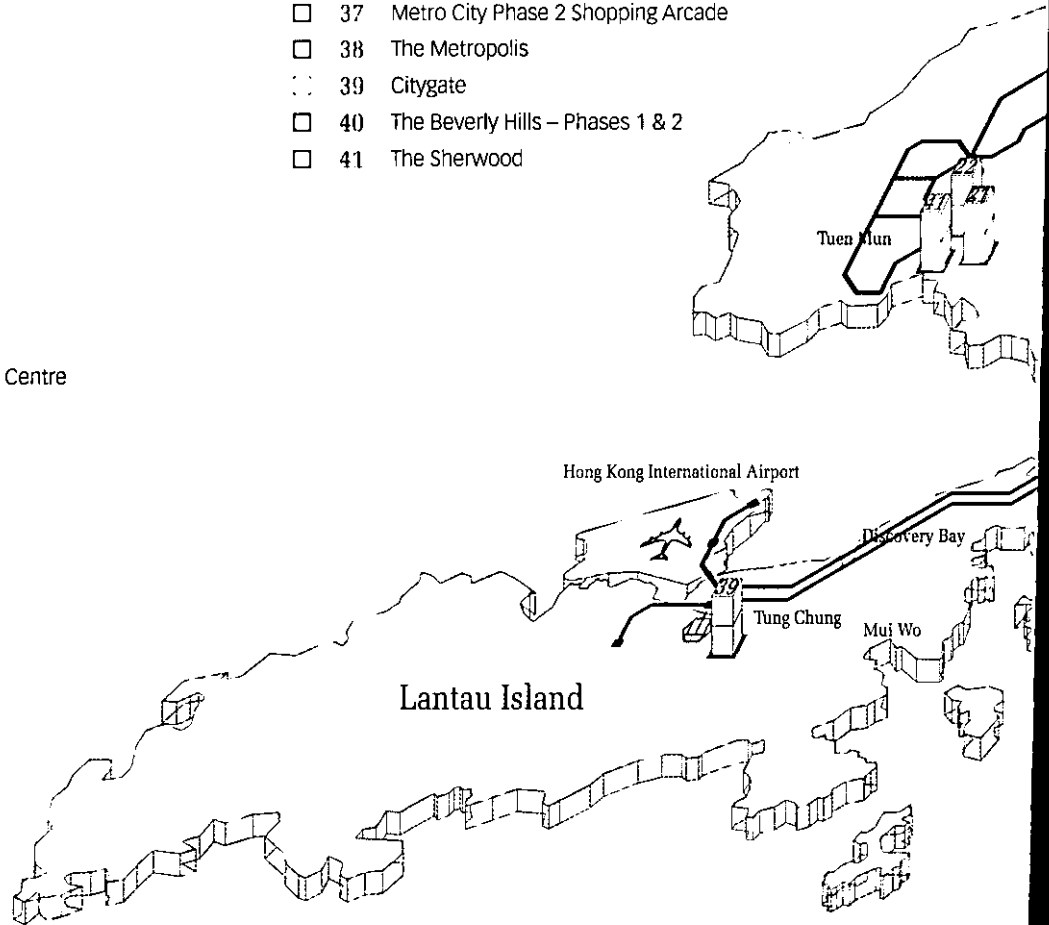 37 Metro City Phase 2 Shopping Arcade
38 The Metropolis
39 Citygate
40 The Beverly Hills – Phases 1 & 2
41 The Sherwood
22
41
Tuen Mun
Centre
Hong Kong International Airport
Discovery Bay
39
Tung Chung
Mui Wo
Lantau Island